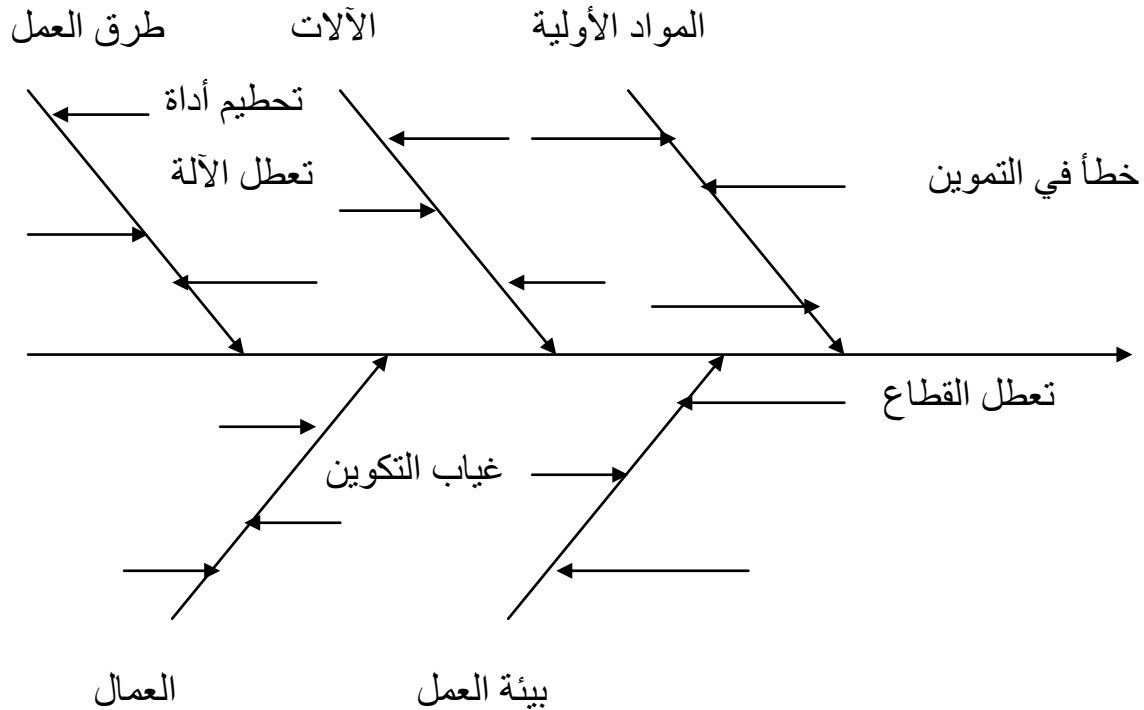 المواد الأولية
الآلات
طرق العمل
تحطيم أداة
تعطل الآلة
خطأ في التموين
تعطل القطاع
غياب التكوين
بيئة العمل
العمال